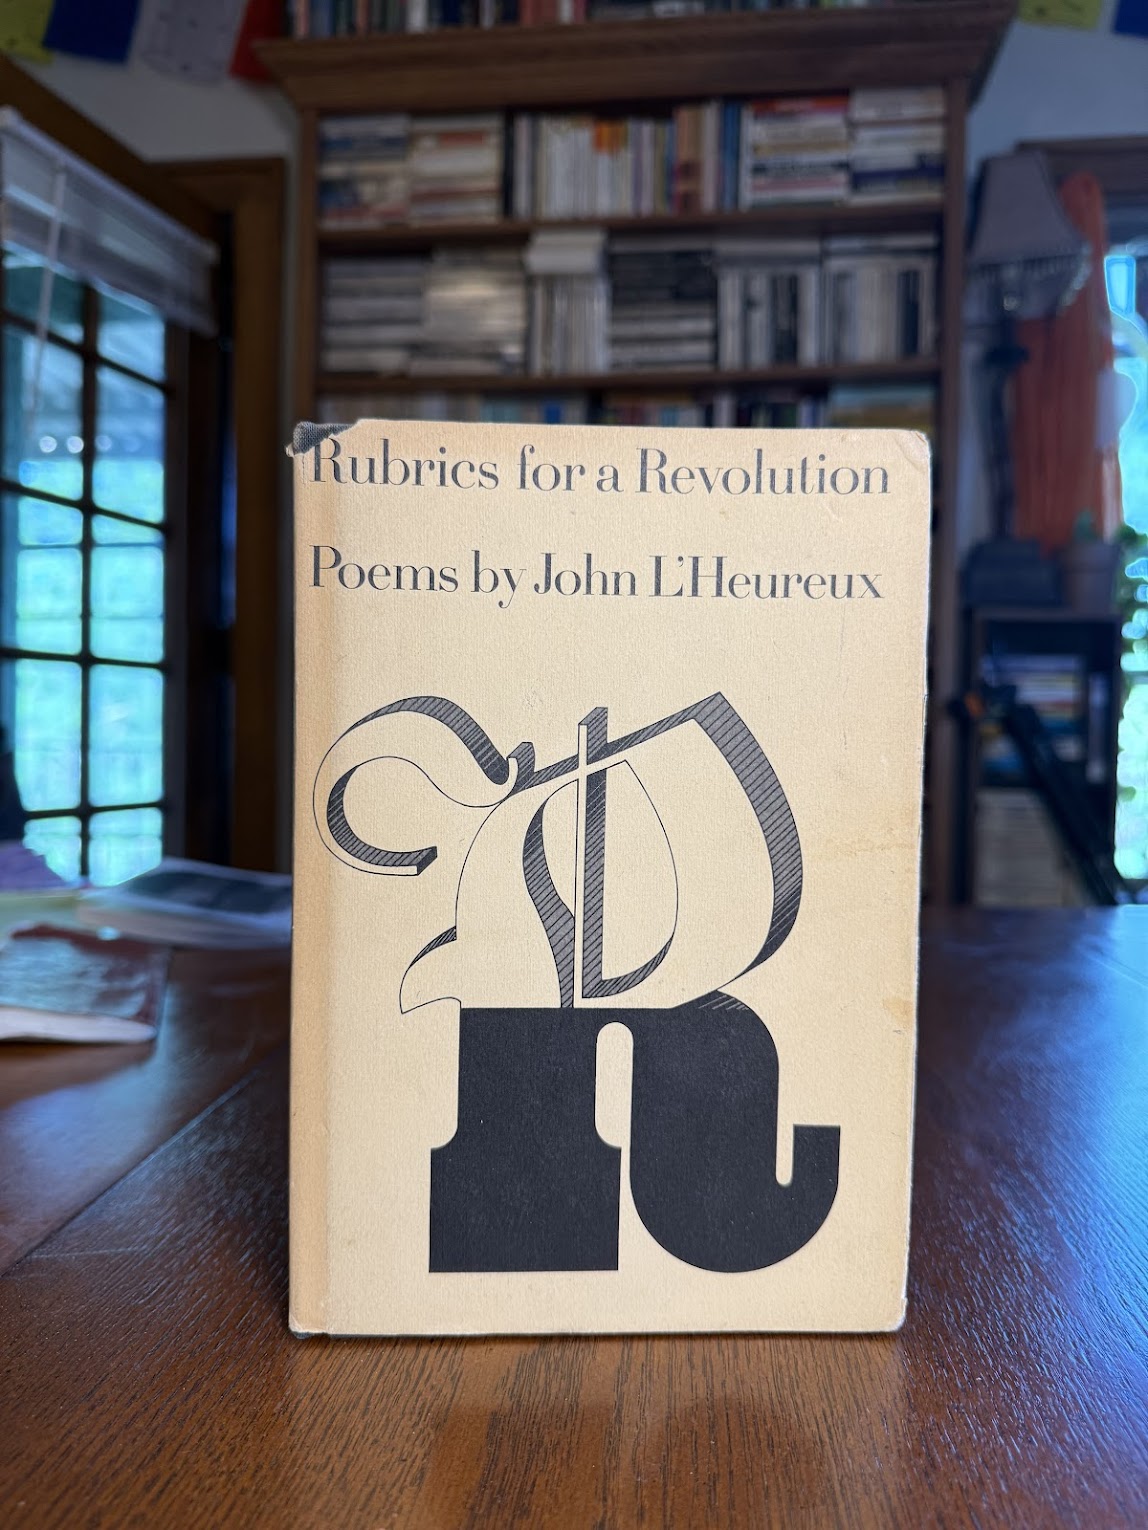 Rubrics for a Revolution
Poems by John L'Heureux
R